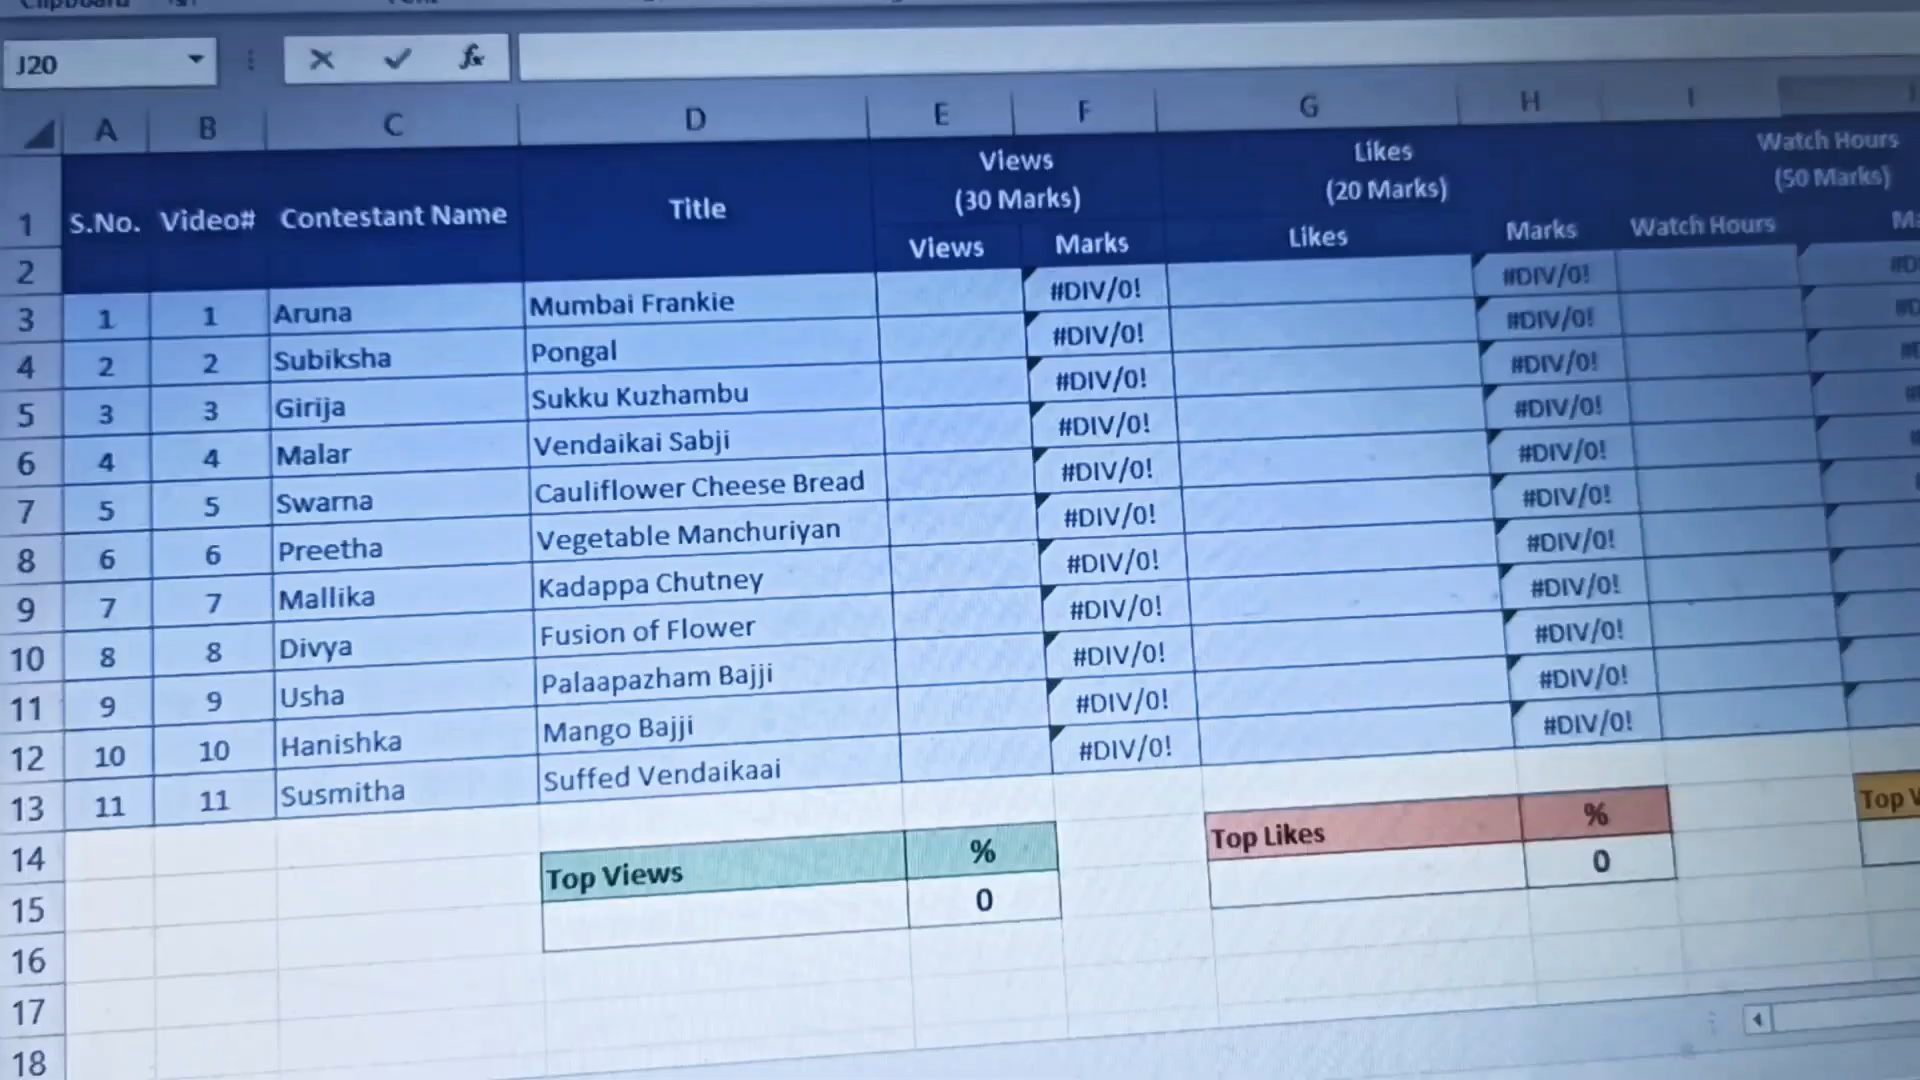 Clipboard
J20
fx
A B C D E F G H I
1 S.No. Video# Contestant Name Title Views (30 Marks) Likes (20 Marks) Watch Hours (50 Marks)
2 Views Marks Likes Marks Watch Hours
3 1 1 Aruna Mumbai Frankie #DIV/0! #DIV/0!
4 2 2 Subiksha Pongal #DIV/0! #DIV/0!
5 3 3 Girija Sukku Kuzhambu #DIV/0! #DIV/0!
6 4 4 Malar Vendaikai Sabji #DIV/0! #DIV/0!
7 5 5 Swarna Cauliflower Cheese Bread #DIV/0! #DIV/0!
8 6 6 Preetha Vegetable Manchuriyan #DIV/0! #DIV/0!
9 7 7 Mallika Kadappa Chutney #DIV/0! #DIV/0!
10 8 8 Divya Fusion of Flower #DIV/0! #DIV/0!
11 9 9 Usha Palaapazham Bajji #DIV/0! #DIV/0!
12 10 10 Hanishka Mango Bajji #DIV/0! #DIV/0!
13 11 11 Susmitha Suffed Vendaikaai #DIV/0! #DIV/0!
14 Top Views % Top Likes % Top
15 0 0
16
17
18